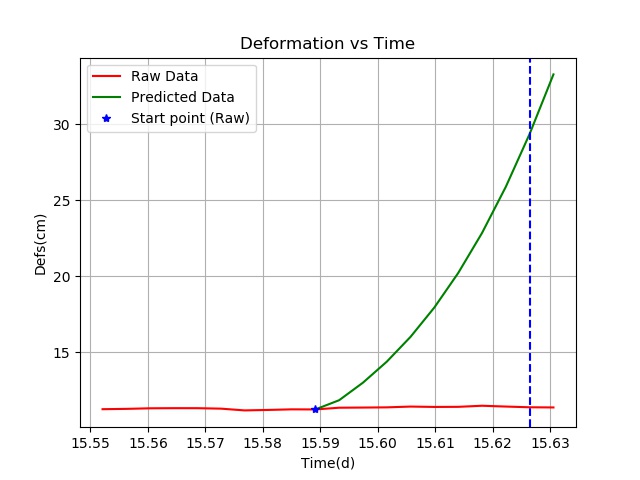 Deformation vs Time
Raw Data
Predicted Data
Start point (Raw)
30
25
20
15
Defs(cm)
15.55 15.56 15.57 15.58 15.59 15.60 15.61 15.62 15.63
Time(d)